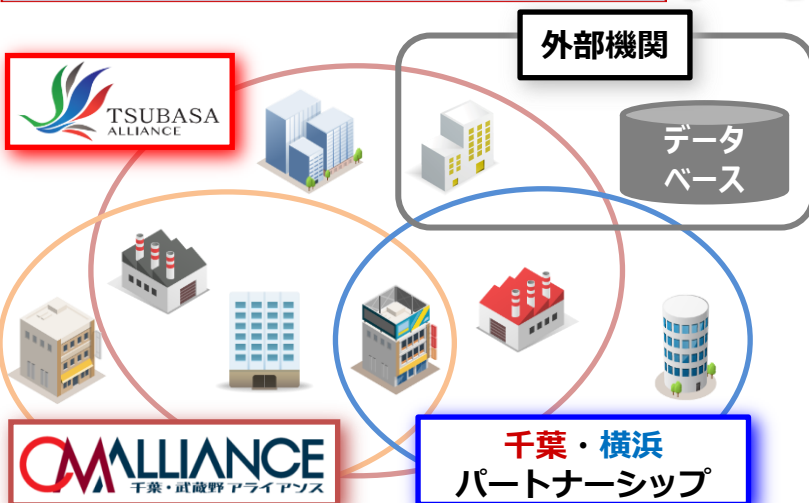 外部機関
TSUBASA
ALLIANCE
データ
ベース
CMALLIANCE
千葉・武蔵野アライアンス
千葉・横浜
パートナーシップ